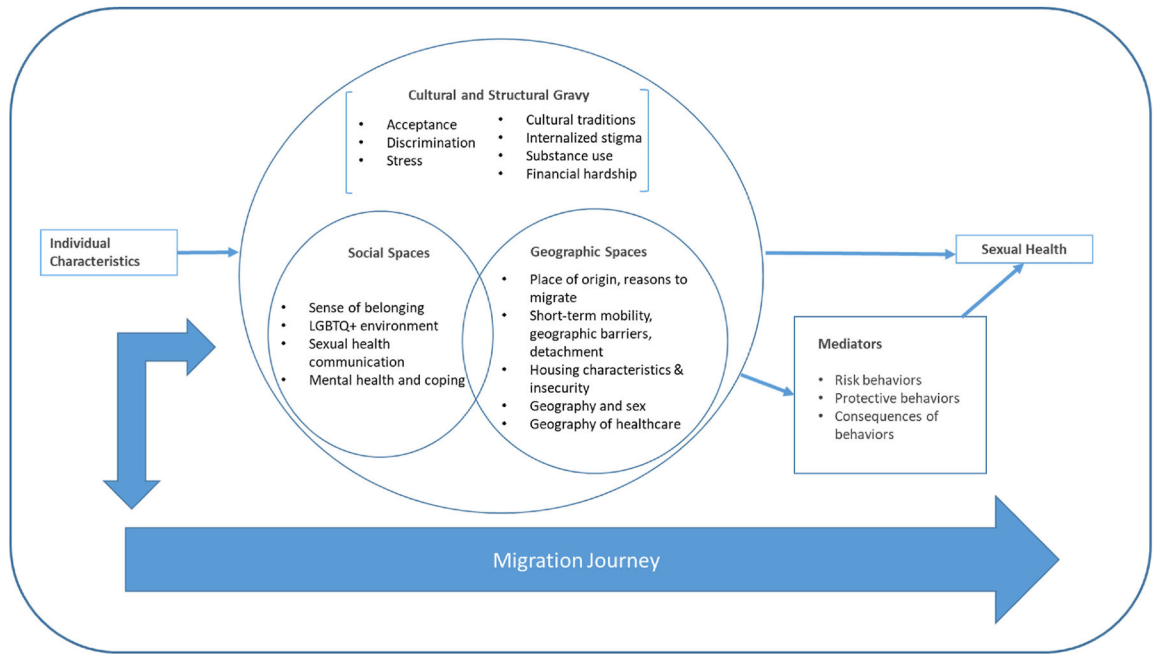 Cultural and Structural Gravy
• Acceptance
• Discrimination
• Stress
• Cultural traditions
• Internalized stigma
• Substance use
• Financial hardship
Individual
Characteristics
Social Spaces
• Sense of belonging
• LGBTQ+ environment
• Sexual health
communication
• Mental health and coping
Geographic Spaces
• Place of origin, reasons to
migrate
• Short-term mobility,
geographic barriers,
detachment
• Housing characteristics &
insecurity
• Geography and sex
• Geography of healthcare
Sexual Health
Mediators
• Risk behaviors
• Protective behaviors
• Consequences of
behaviors
Migration Journey